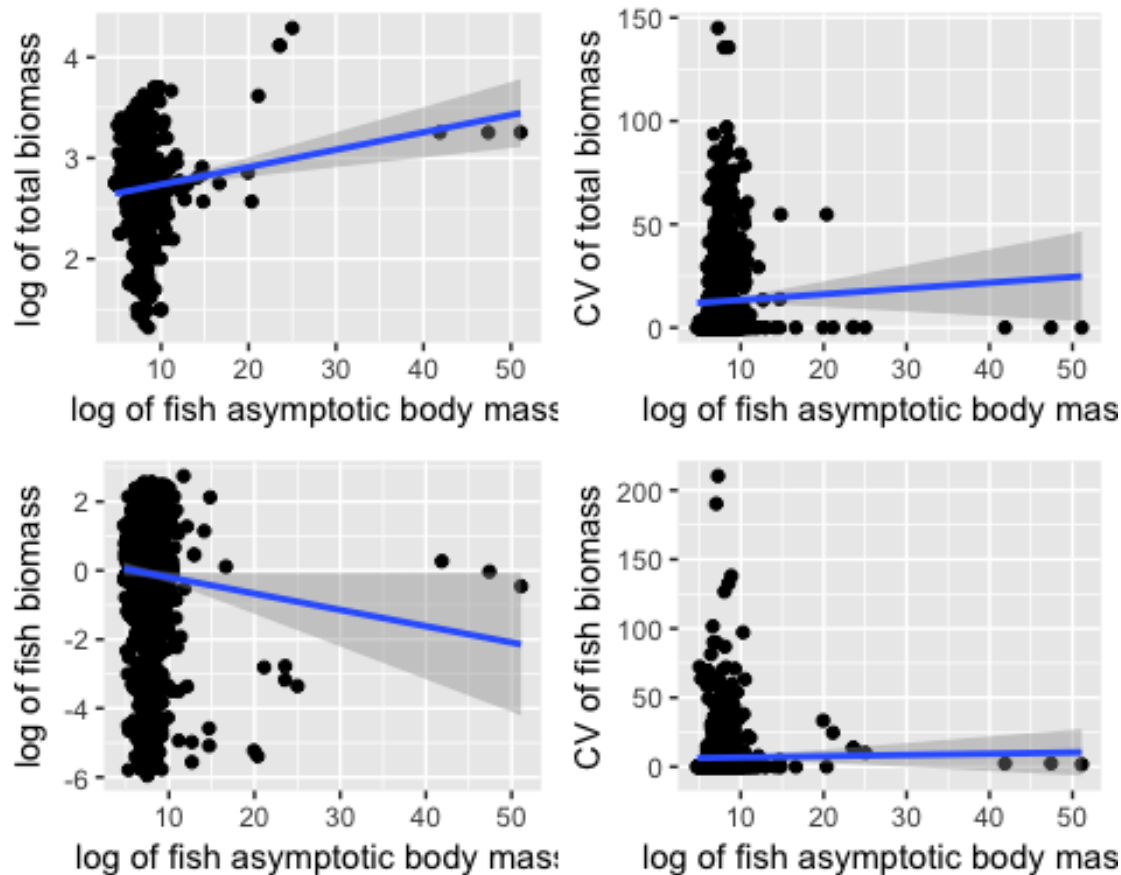 log of total biomass
4
3
2
10 20 30 40 50
log of fish asymptotic body mass
CV of total biomass
150
100
50
0
10 20 30 40 50
log of fish asymptotic body mas
log of fish biomass
2
0
-2
-4
-6
10 20 30 40 50
log of fish asymptotic body mass
CV of fish biomass
200
150
100
50
0
10 20 30 40 50
log of fish asymptotic body mas